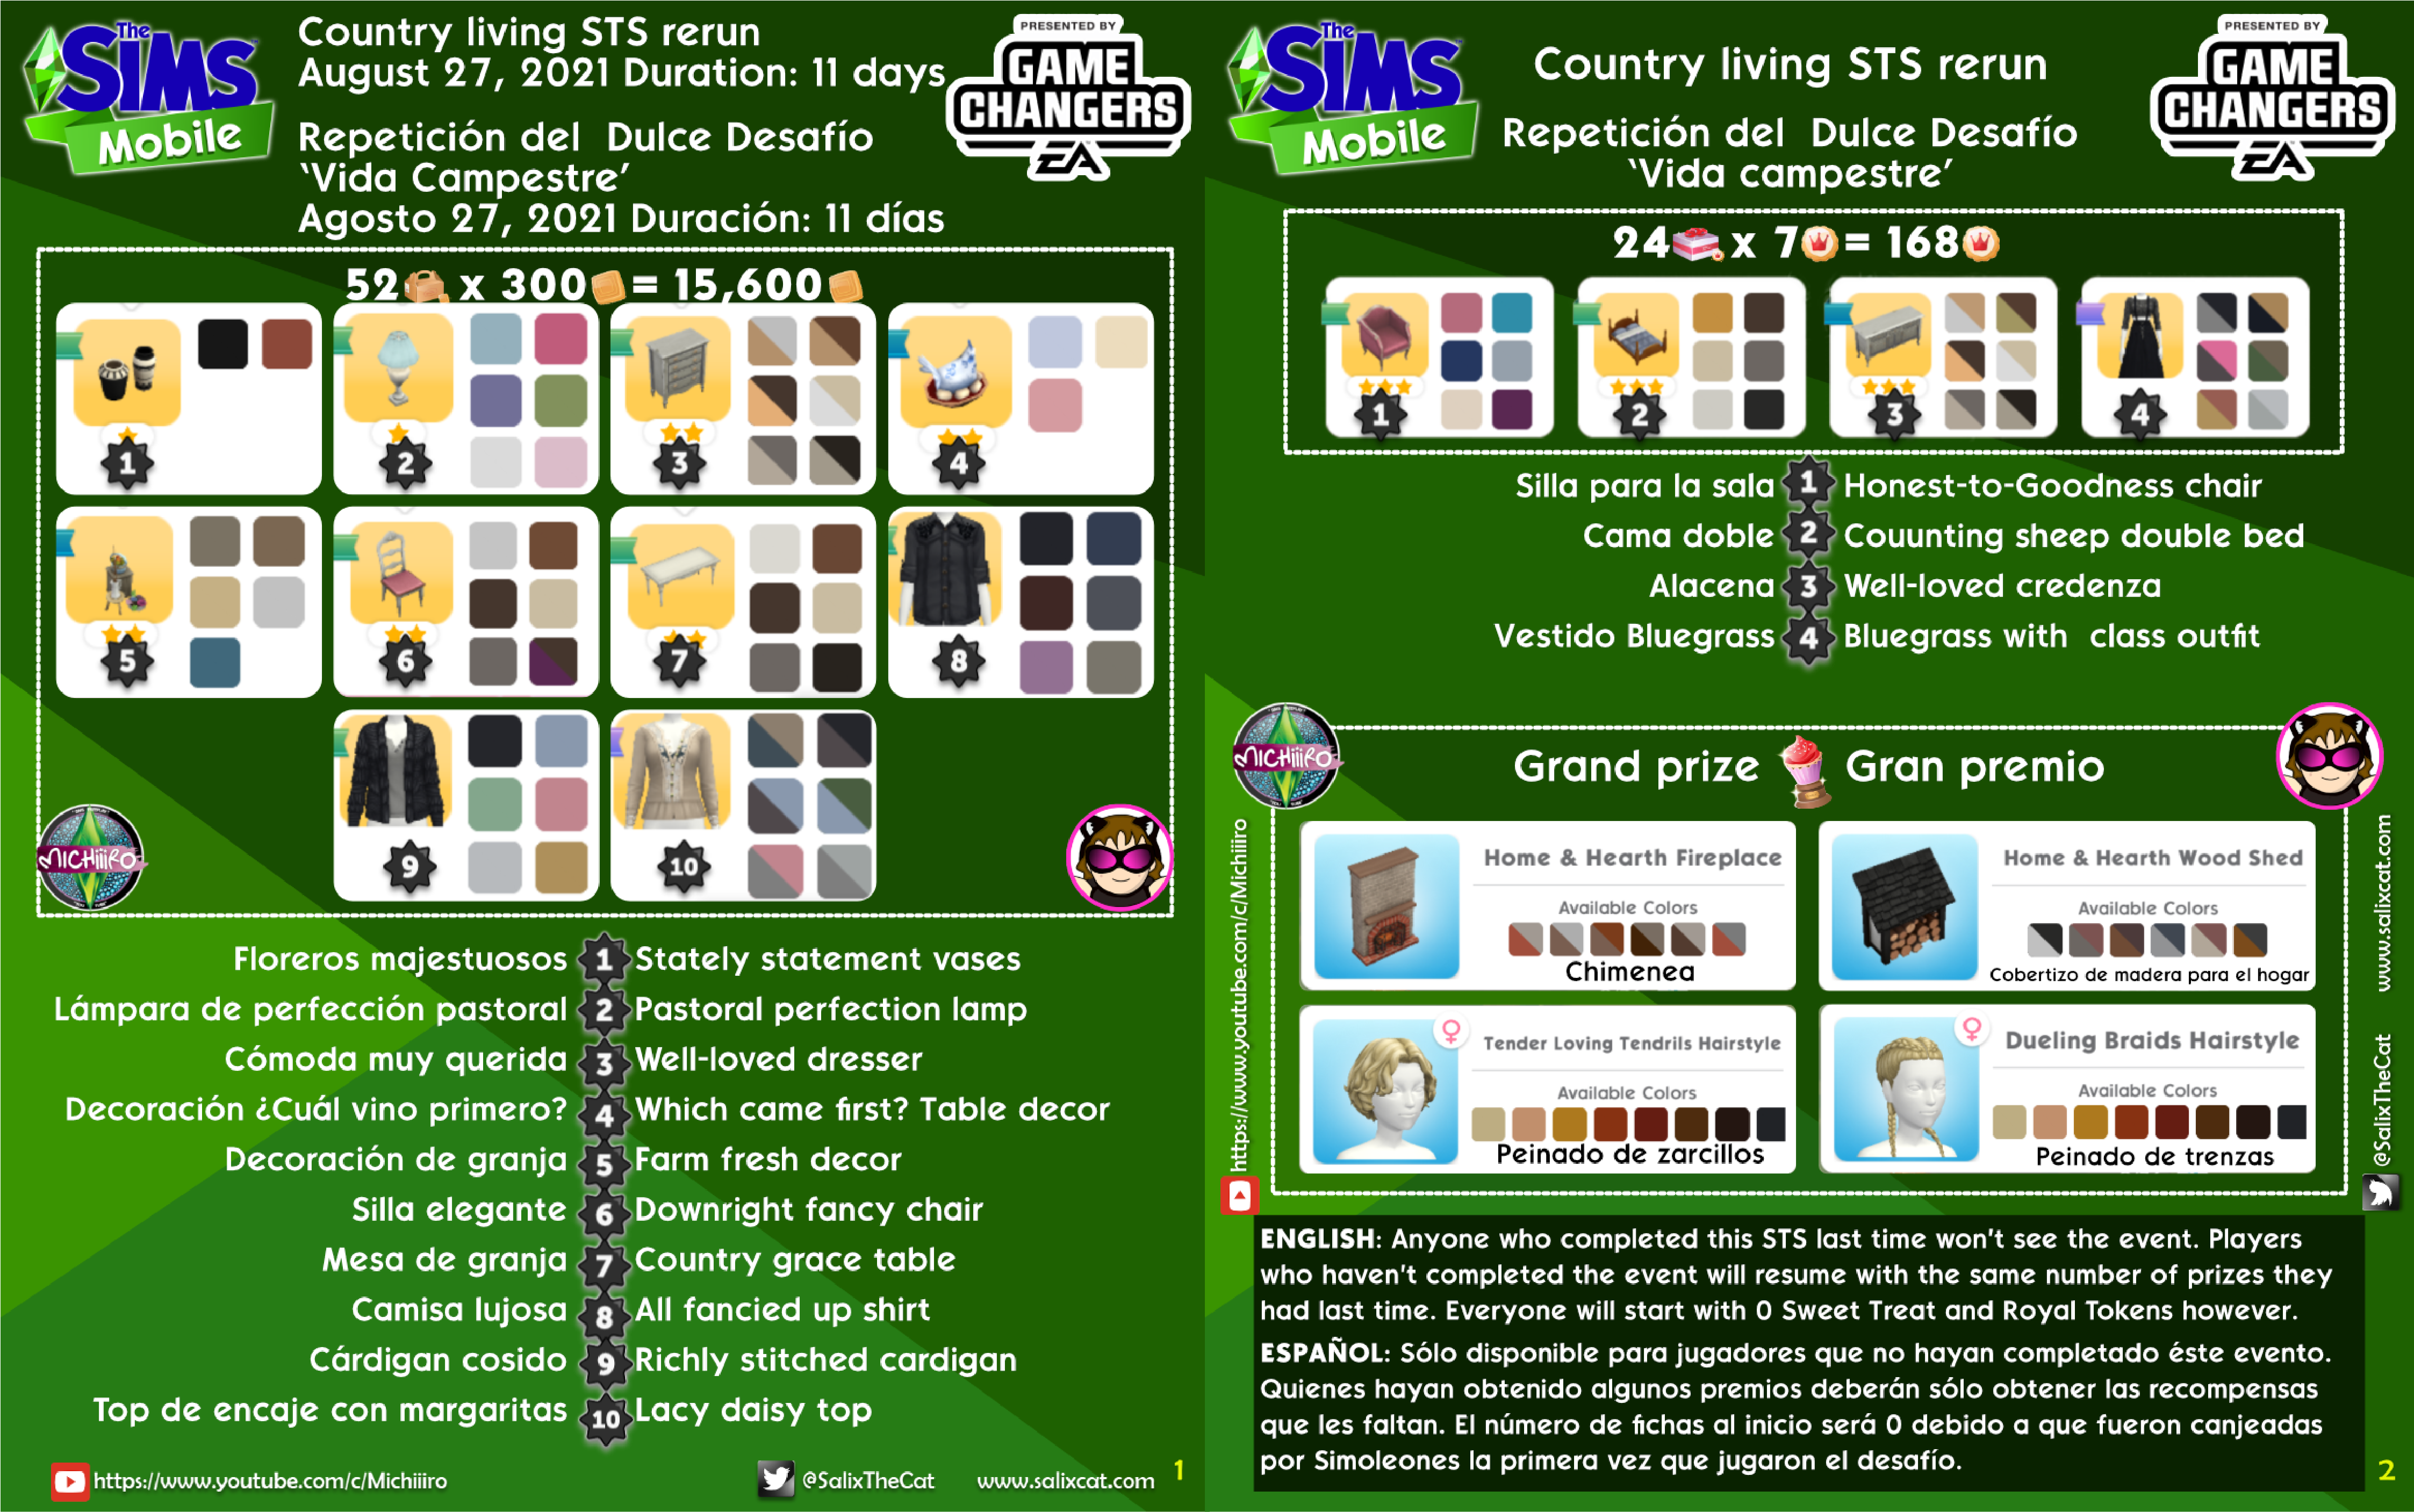 The
SiMS
Mobile
Country living STS rerun
August 27, 2021 Duration: 11 days
Repetición del Dulce Desafío
‘Vida Campestre’
Agosto 27, 2021 Duración: 11 días
PRESENTED BY
GAME
CHANGERS
EA
52 x 300 = 15,600
1
2
3
4
5
6
7
8
9
10
MICHiiiRO
Floreros majestuosos 1 Stately statement vases
Lámpara de perfección pastoral 2 Pastoral perfection lamp
Cómoda muy querida 3 Well-loved dresser
Decoración ¿Cuál vino primero? 4 Which came first? Table decor
Decoración de granja 5 Farm fresh decor
Silla elegante 6 Downright fancy chair
Mesa de granja 7 Country grace table
Camisa lujosa 8 All fancied up shirt
Cárdigan cosido 9 Richly stitched cardigan
Top de encaje con margaritas 10 Lacy daisy top
https://www.youtube.com/c/Michiiiro
@SalixTheCat
www.salixcat.com
1
The
SiMS
Mobile
Country living STS rerun
Repetición del Dulce Desafío
‘Vida campestre’
PRESENTED BY
GAME
CHANGERS
EA
24 x 7 = 168
1
2
3
4
Silla para la sala 1 Honest-to-Goodness chair
Cama doble 2 Couunting sheep double bed
Alacena 3 Well-loved credenza
Vestido Bluegrass 4 Bluegrass with class outfit
MICHiiiRO
Grand prize Gran premio
Home & Hearth Fireplace
Available Colors
Chimenea
Home & Hearth Wood Shed
Available Colors
Cobertizo de madera para el hogar
Tender Loving Tendrils Hairstyle
Available Colors
Peinado de zarcillos
Dueling Braids Hairstyle
Available Colors
Peinado de trenzas
https://www.youtube.com/c/Michiiiro
www.salixcat.com
@SalixTheCat
ENGLISH: Anyone who completed this STS last time won't see the event. Players
who haven't completed the event will resume with the same number of prizes they
had last time. Everyone will start with 0 Sweet Treat and Royal Tokens however.
ESPAÑOL: Sólo disponible para jugadores que no hayan completado éste evento.
Quienes hayan obtenido algunos premios deberán sólo obtener las recompensas
que les faltan. El número de fichas al inicio será 0 debido a que fueron canjeadas
por Simoleones la primera vez que jugaron el desafío.
2